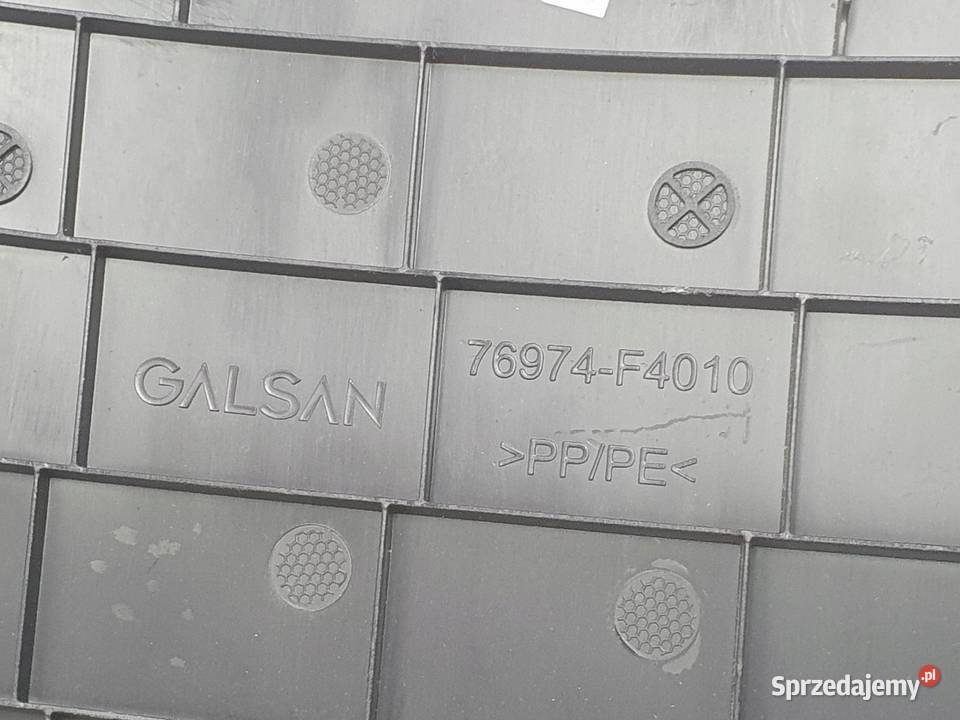 76974-F4010
GALSAN
>PP/PE<
Sprzedajemy.pl